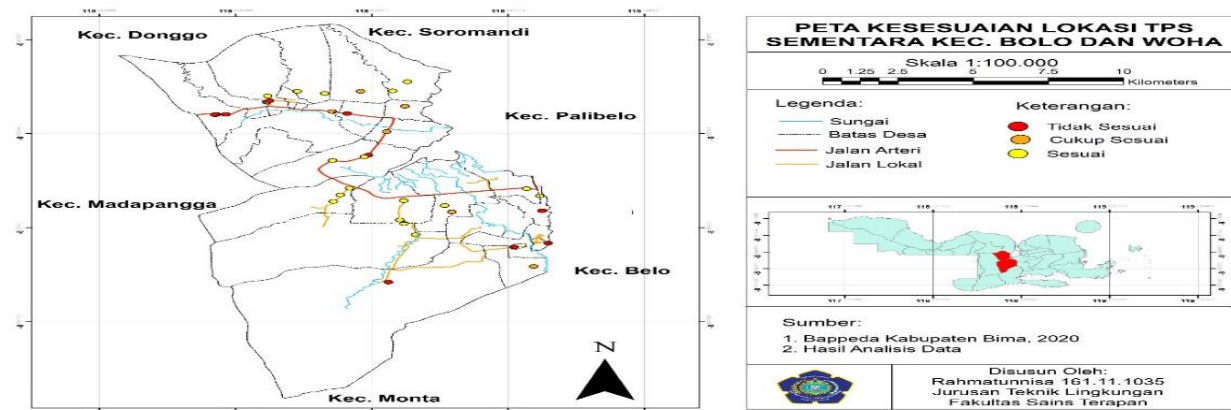 Kec. Donggo
Kec. Soromandi
Kec. Palibelo
Kec. Madapangga
Kec. Belo
Kec. Monta
N
PETA KESESUAIAN LOKASI TPS
SEMENTARA KEC. BOLO DAN WOHA
Skala 1:100.000
0 1.25 2.5 5 7.5 10
Kilometers
Legenda:
Sungai
Batas Desa
Jalan Arteri
Jalan Lokal
Keterangan:
Tidak Sesuai
Cukup Sesuai
Sesuai
Sumber:
1. Bappeda Kabupaten Bima, 2020
2. Hasil Analisis Data
Disusun Oleh:
Rahmatunnisa 161.11.1035
Jurusan Teknik Lingkungan
Fakultas Sains Terapan